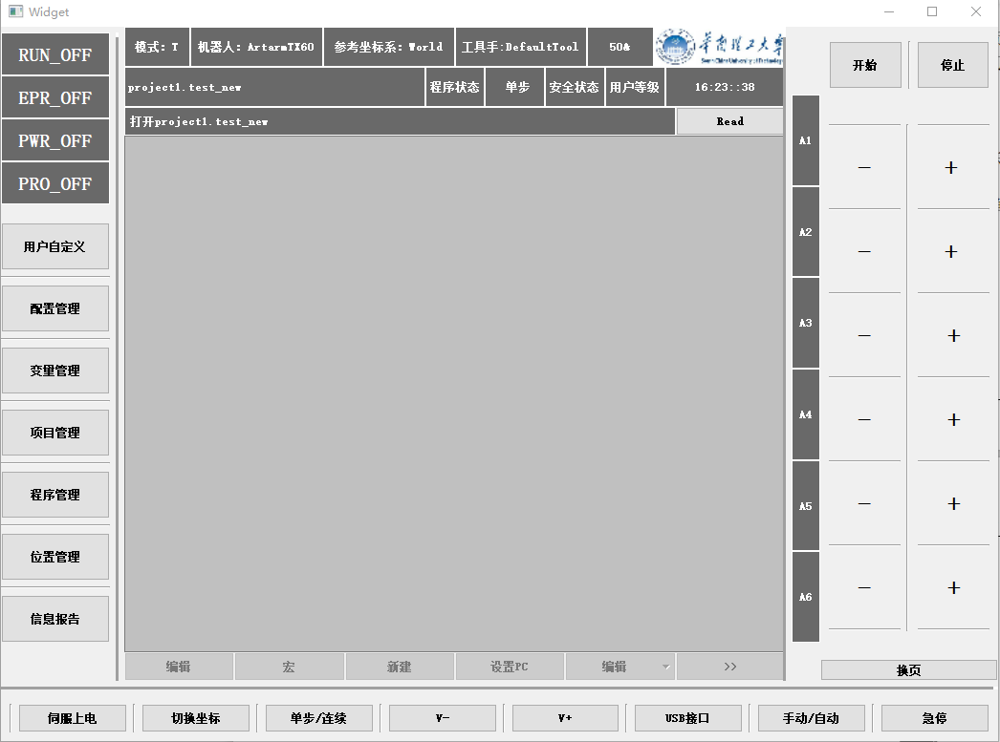 Widget
RUN_OFF
EPR_OFF
PWR_OFF
PRO_OFF
用户自定义
配置管理
变量管理
项目管理
程序管理
位置管理
信息报告
模式: T 机器人: ArtarmTX60 参考坐标系: World 工具手:DefaultTool 50& 华南理工大学
South China University of Technology
project1.test_new 程序状态 单步 安全状态 用户等级 16:23::38
打开project1.test_new Read
编辑 宏 新建 设置PC 编辑 >>
开始 停止
A1 — +
A2 — +
A3 — +
A4 — +
A5 — +
A6 — +
换页
伺服上电 切换坐标 单步/连续 V- V+ USB接口 手动/自动 急停